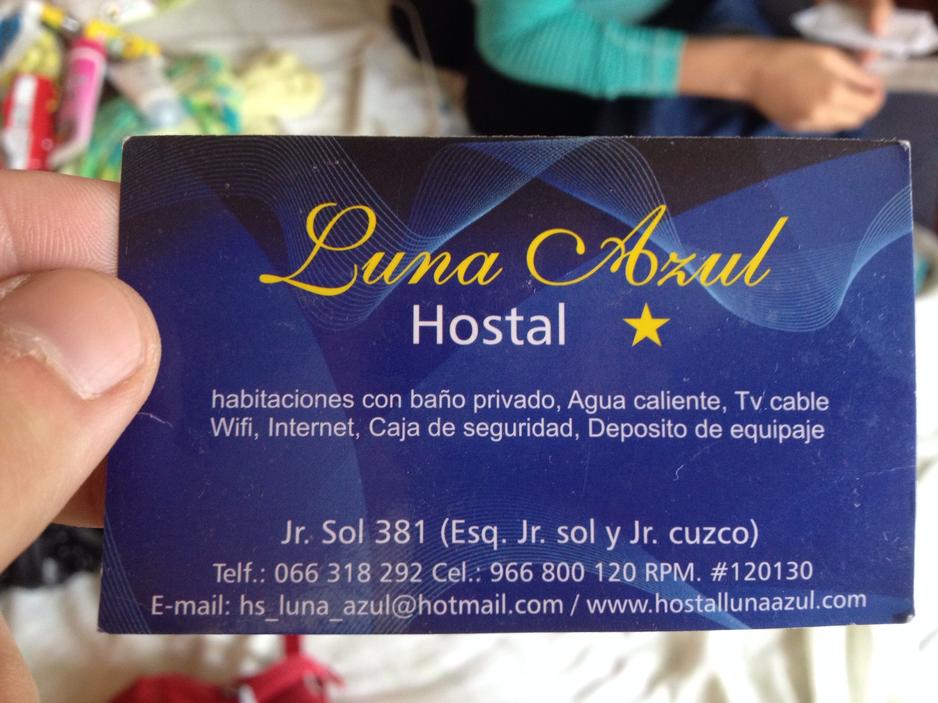 Luna Azul
Hostal
habitaciones con baño privado, Agua caliente, Tv cable
Wifi, Internet, Caja de seguridad, Deposito de equipaje
Jr. Sol 381 (Esq. Jr. sol y Jr. cuzco)
Telf.: 066 318 292 Cel.: 966 800 120 RPM. #120130
E-mail: hs_luna_azul@hotmail.com / www.hostallunaazul.com